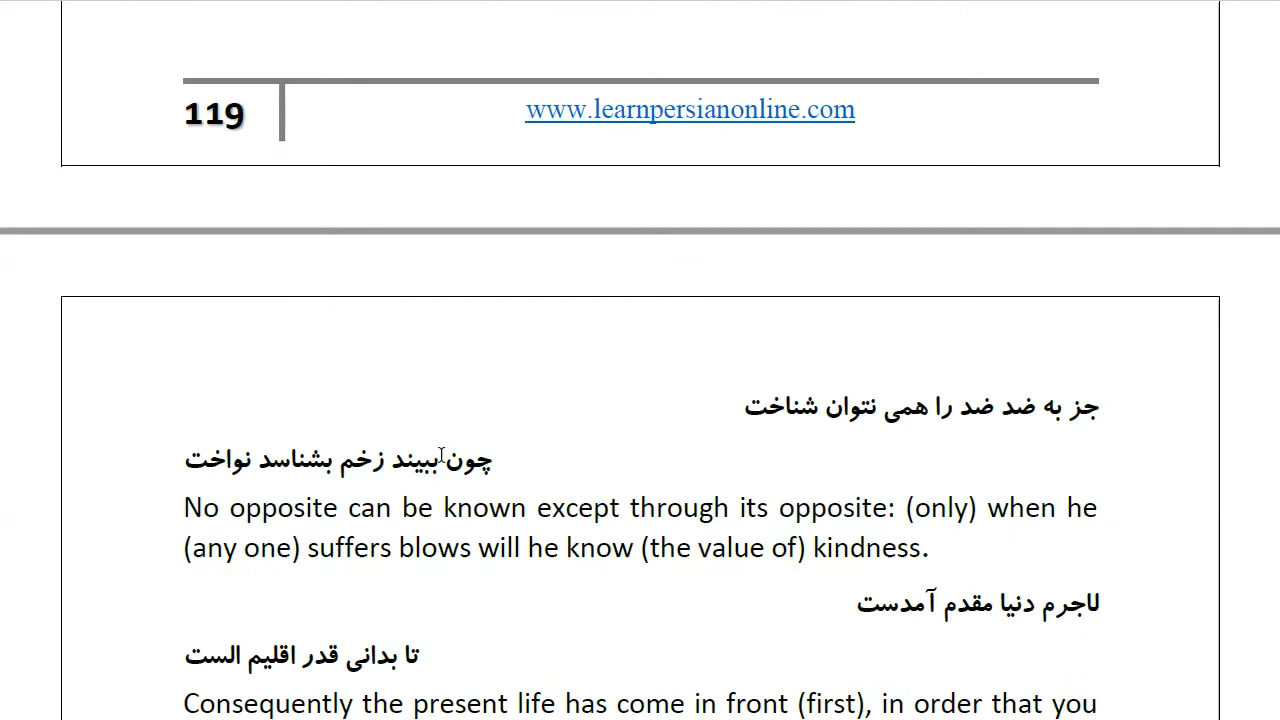 119
www.learnpersianonline.com
جز به ضد ضد را همی نتوان شناخت
چون ببیند زخم بشناسد نواخت
No opposite can be known except through its opposite: (only) when he
(any one) suffers blows will he know (the value of) kindness.
لاجرم دنیا مقدم آمدست
تا بدانی قدر اقلیم الست
Consequently the present life has come in front (first), in order that you